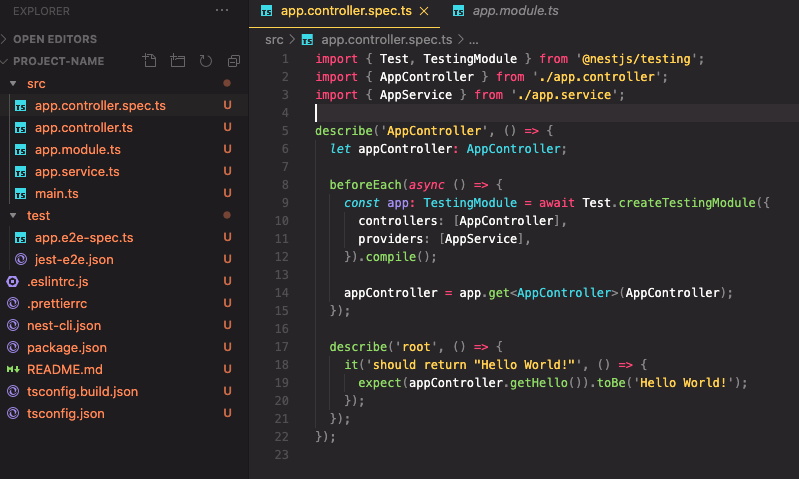 EXPLORER ...
OPEN EDITORS
PROJECT-NAME
src
TS app.controller.spec.ts U
TS app.controller.ts U
TS app.module.ts U
TS app.service.ts U
TS main.ts U
test
TS app.e2e-spec.ts U
jest-e2e.json U
.eslintrc.js U
.prettierrc U
nest-cli.json U
package.json U
README.md U
tsconfig.build.json U
tsconfig.json U
TS app.controller.spec.ts × TS app.module.ts
src > TS app.controller.spec.ts > ...
1 import { Test, TestingModule } from '@nestjs/testing';
2 import { AppController } from './app.controller';
3 import { AppService } from './app.service';
4
5 describe('AppController', () => {
6   let appController: AppController;
7
8   beforeEach(async () => {
9     const app: TestingModule = await Test.createTestingModule({
10       controllers: [AppController],
11       providers: [AppService],
12     }).compile();
13
14     appController = app.get<AppController>(AppController);
15   });
16
17   describe('root', () => {
18     it('should return "Hello World!"', () => {
19       expect(appController.getHello()).toBe('Hello World!');
20     });
21   });
22 });
23